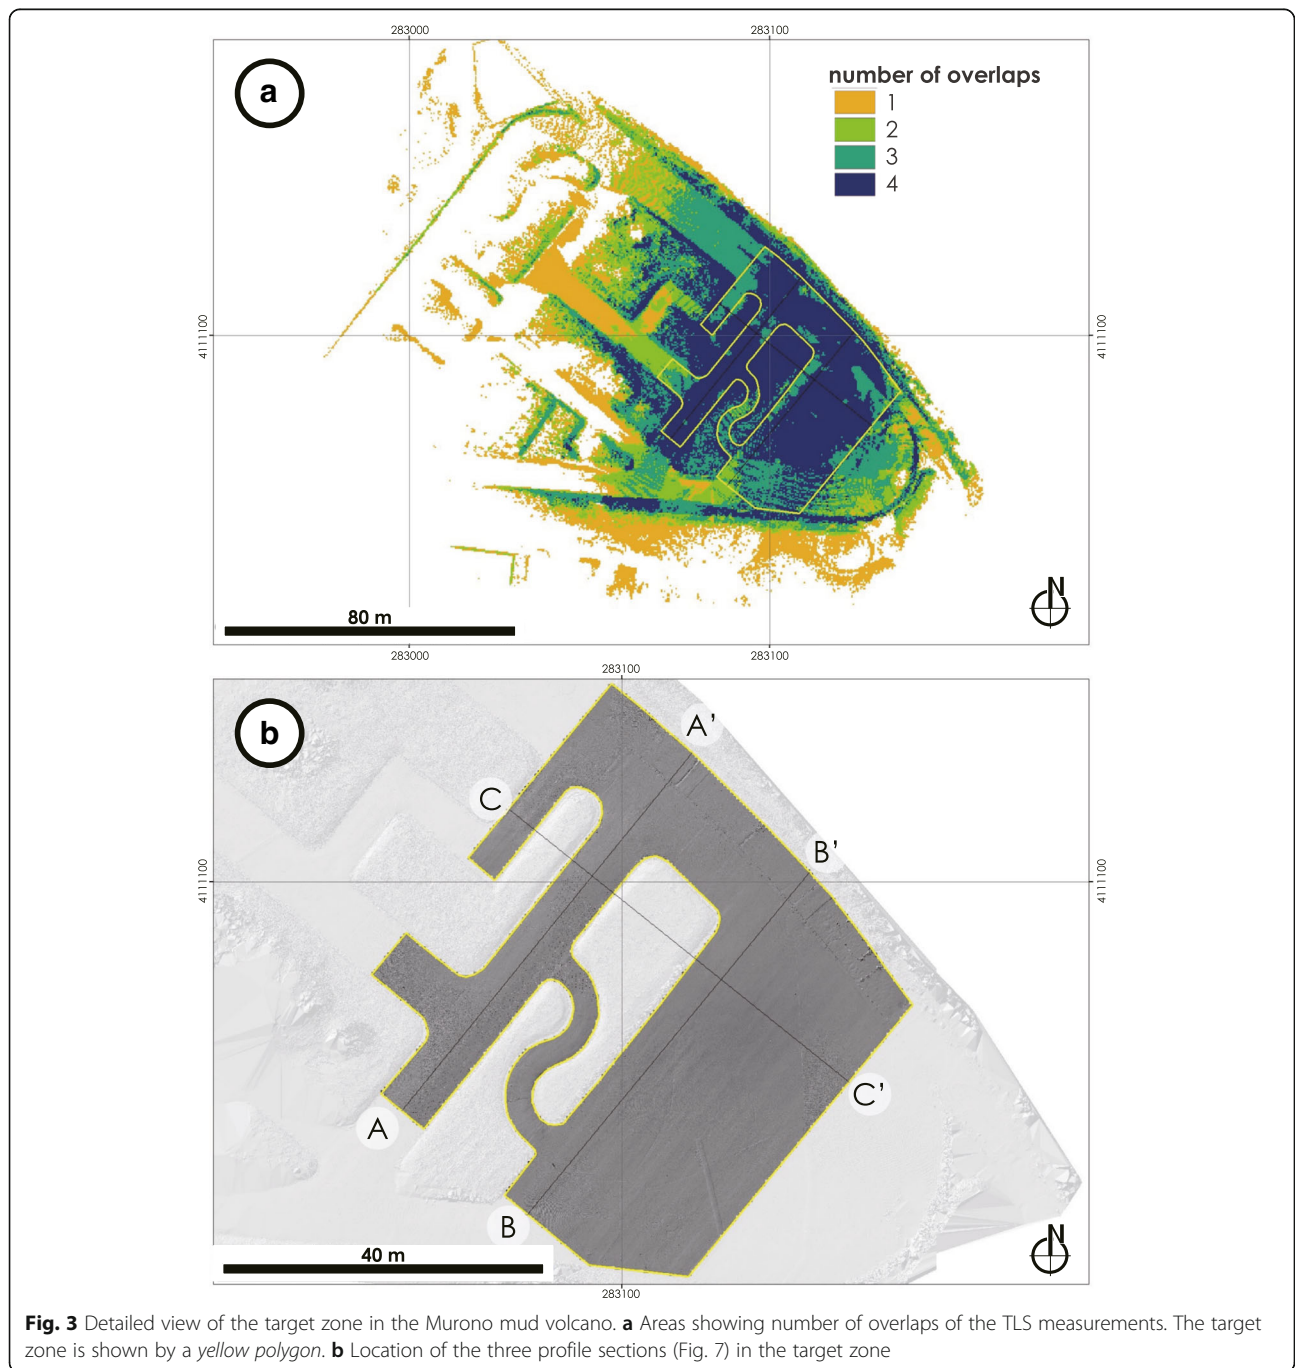 283000 283100
a
number of overlaps
1
2
3
4
4111100 4111100
N
80 m
283000 283100
283100
b
A’
C
B’
4111100 4111100
C’
A
B
N
40 m
283100
Fig. 3 Detailed view of the target zone in the Murono mud volcano. a Areas showing number of overlaps of the TLS measurements. The target
zone is shown by a yellow polygon. b Location of the three profile sections (Fig. 7) in the target zone